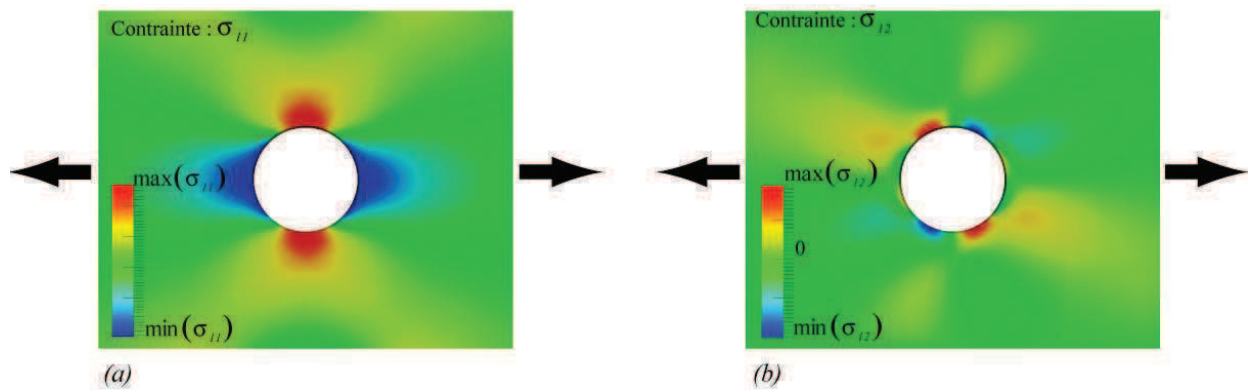 Contrainte : σ₁₁
max(σ₁₁)
min(σ₁₁)
(a)
Contrainte : σ₁₂
max(σ₁₂)
0
min(σ₁₂)
(b)